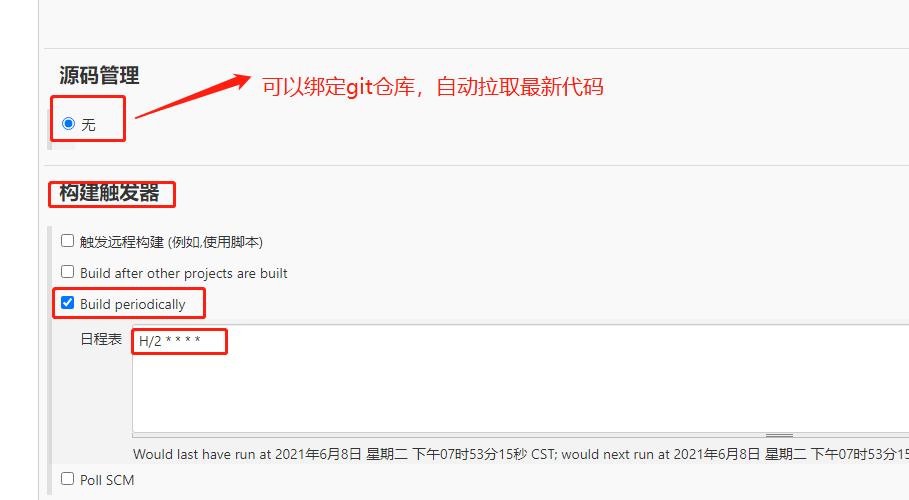 源码管理
可以绑定git仓库，自动拉取最新代码
无
构建触发器
触发远程构建 (例如,使用脚本)
Build after other projects are built
Build periodically
日程表
H/2 * * * *
Would last have run at 2021年6月8日 星期二 下午07时53分15秒 CST; would next run at 2021年6月8日 星期二 下午07时53分15
Poll SCM